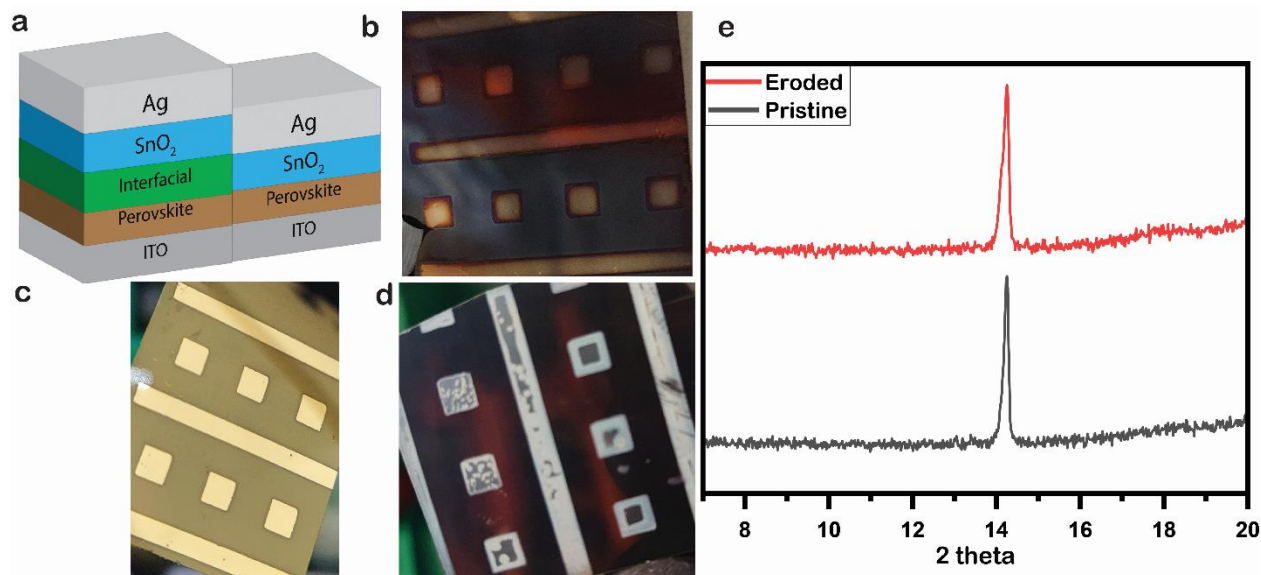 a
Ag
SnO₂
Interfacial
Perovskite
ITO
Ag
SnO₂
Perovskite
ITO
b
c
d
e
Eroded
Pristine
8 10 12 14 16 18 20
2 theta